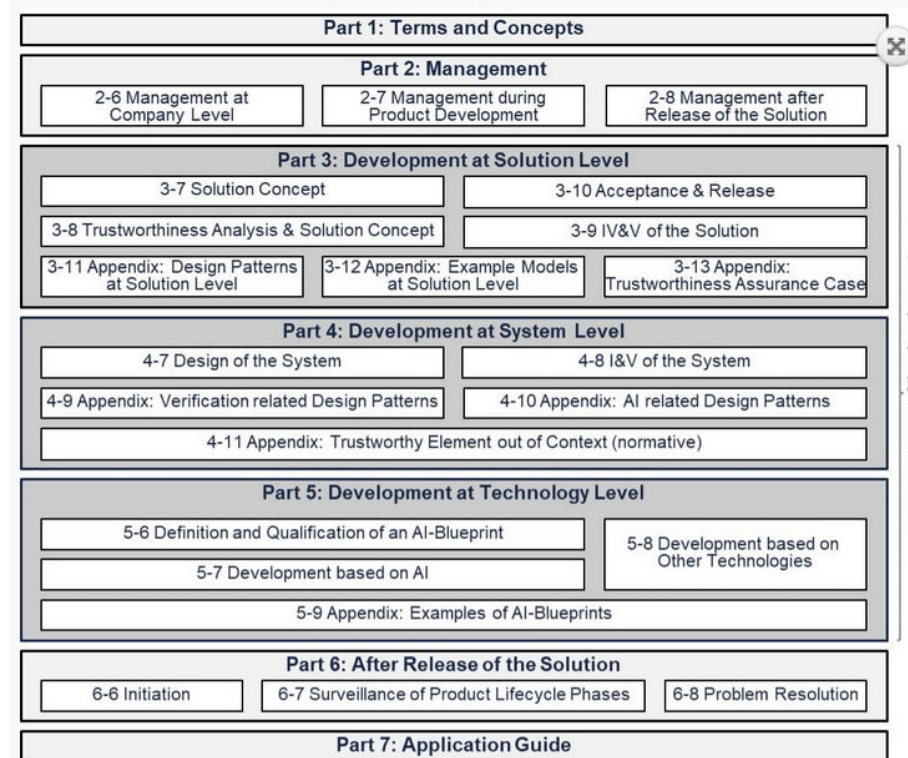 Part 1: Terms and Concepts
Part 2: Management
2-6 Management at
Company Level
2-7 Management during
Product Development
2-8 Management after
Release of the Solution
Part 3: Development at Solution Level
3-7 Solution Concept
3-10 Acceptance & Release
3-8 Trustworthiness Analysis & Solution Concept
3-9 IV&V of the Solution
3-11 Appendix: Design Patterns
at Solution Level
3-12 Appendix: Example Models
at Solution Level
3-13 Appendix:
Trustworthiness Assurance Case
Part 4: Development at System Level
4-7 Design of the System
4-8 I&V of the System
4-9 Appendix: Verification related Design Patterns
4-10 Appendix: AI related Design Patterns
4-11 Appendix: Trustworthy Element out of Context (normative)
Part 5: Development at Technology Level
5-6 Definition and Qualification of an AI-Blueprint
5-7 Development based on AI
5-8 Development based on
Other Technologies
5-9 Appendix: Examples of AI-Blueprints
Part 6: After Release of the Solution
6-6 Initiation
6-7 Surveillance of Product Lifecycle Phases
6-8 Problem Resolution
Part 7: Application Guide